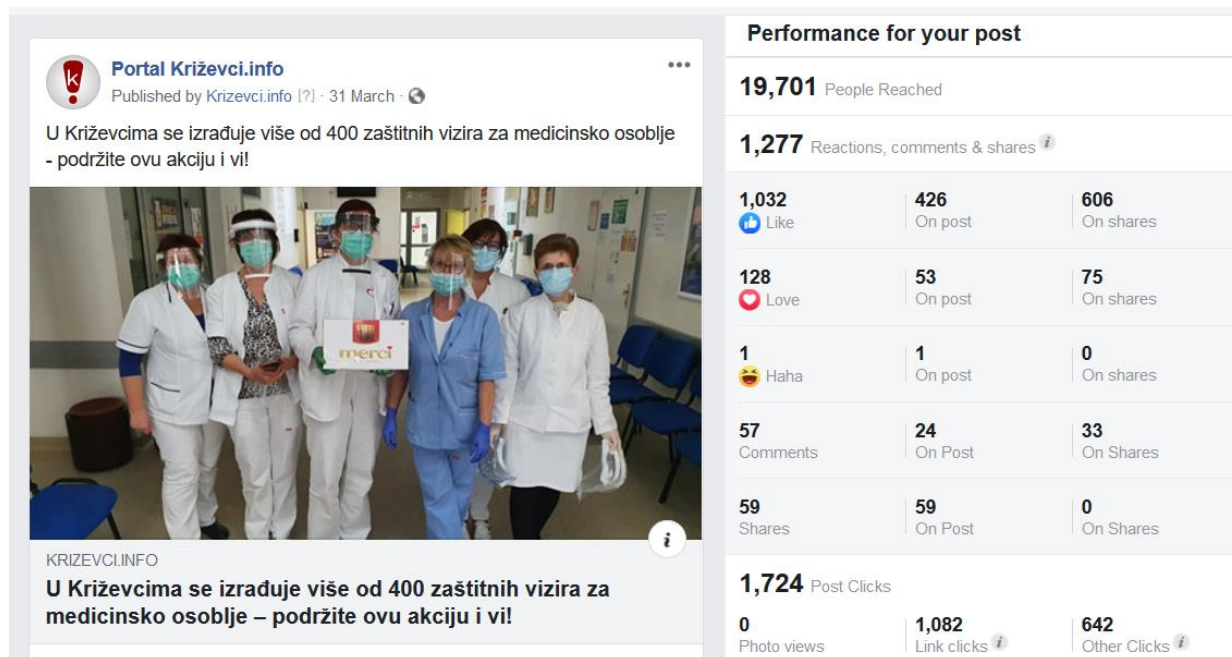 Portal Križevci.info
Published by Krizevci.info [?] · 31 March ·
U Križevcima se izrađuje više od 400 zaštitnih vizira za medicinsko osoblje
- podržite ovu akciju i vi!
merci
KRIZEVCI.INFO
U Križevcima se izrađuje više od 400 zaštitnih vizira za
medicinsko osoblje – podržite ovu akciju i vi!
Performance for your post
19,701 People Reached
1,277 Reactions, comments & shares
1,032 426 606
Like On post On shares
128 53 75
Love On post On shares
1 1 0
Haha On post On shares
57 24 33
Comments On Post On Shares
59 59 0
Shares On Post On Shares
1,724 Post Clicks
0 1,082 642
Photo views Link clicks Other Clicks